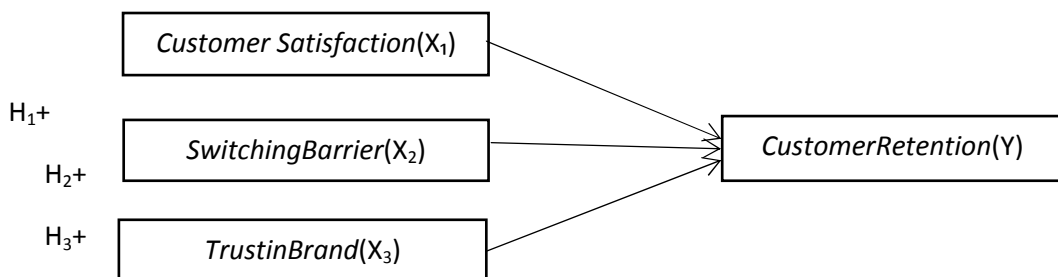 Customer Satisfaction(X₁)
H₁+
SwitchingBarrier(X₂)
CustomerRetention(Y)
H₂+
H₃+
TrustinBrand(X₃)